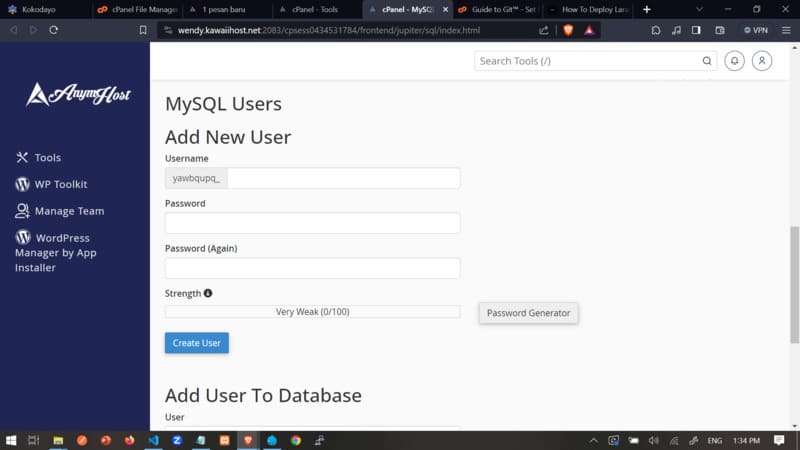 Kokodayo
cPanel File Manager
1 pesan baru
cPanel - Tools
cPanel - MySQL
Guide to Git™ - Set
How To Deploy Lara
wendy.kawaiihost.net:2083/cpsess0434531784/frontend/jupiter/sql/index.html
VPN
Search Tools (/)
AnymHost
Tools
WP Toolkit
Manage Team
WordPress
Manager by App
Installer
MySQL Users
Add New User
Username
yawbqupq_
Password
Password (Again)
Strength
Very Weak (0/100)
Password Generator
Create User
Add User To Database
User
ENG
1:34 PM